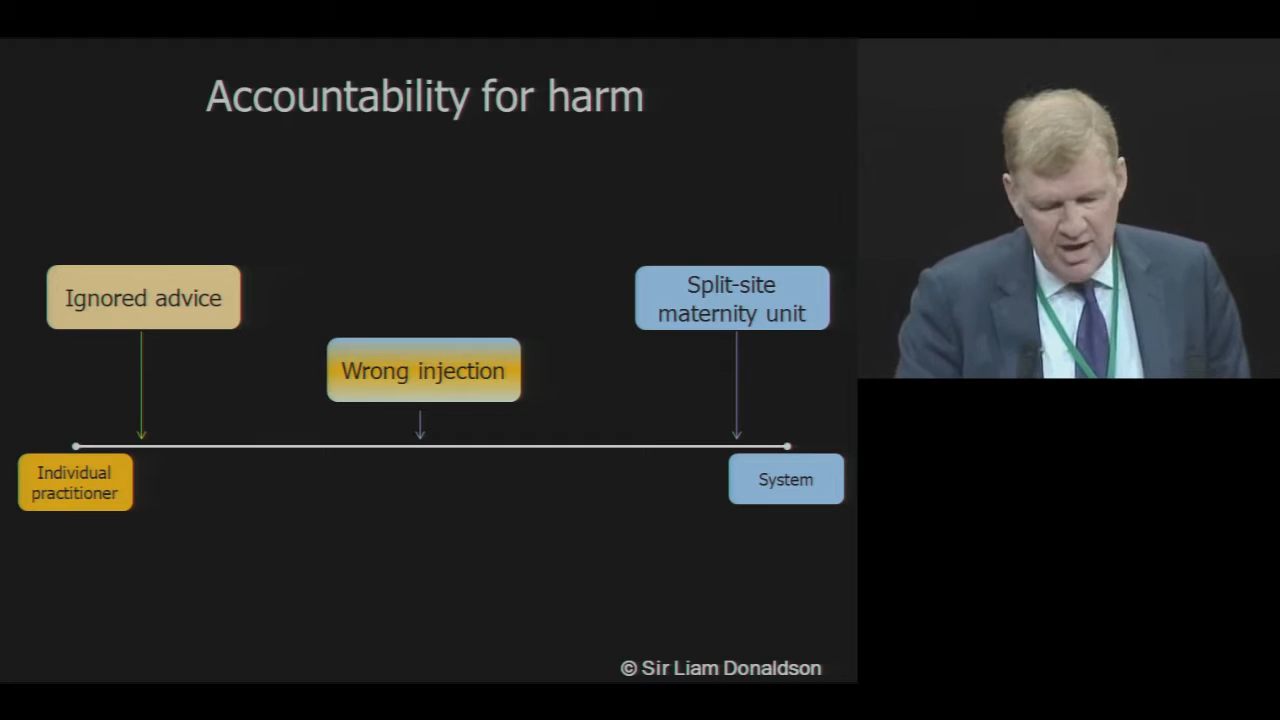 Accountability for harm
Ignored advice
Split-site
maternity unit
Wrong injection
Individual
practitioner
System
© Sir Liam Donaldson